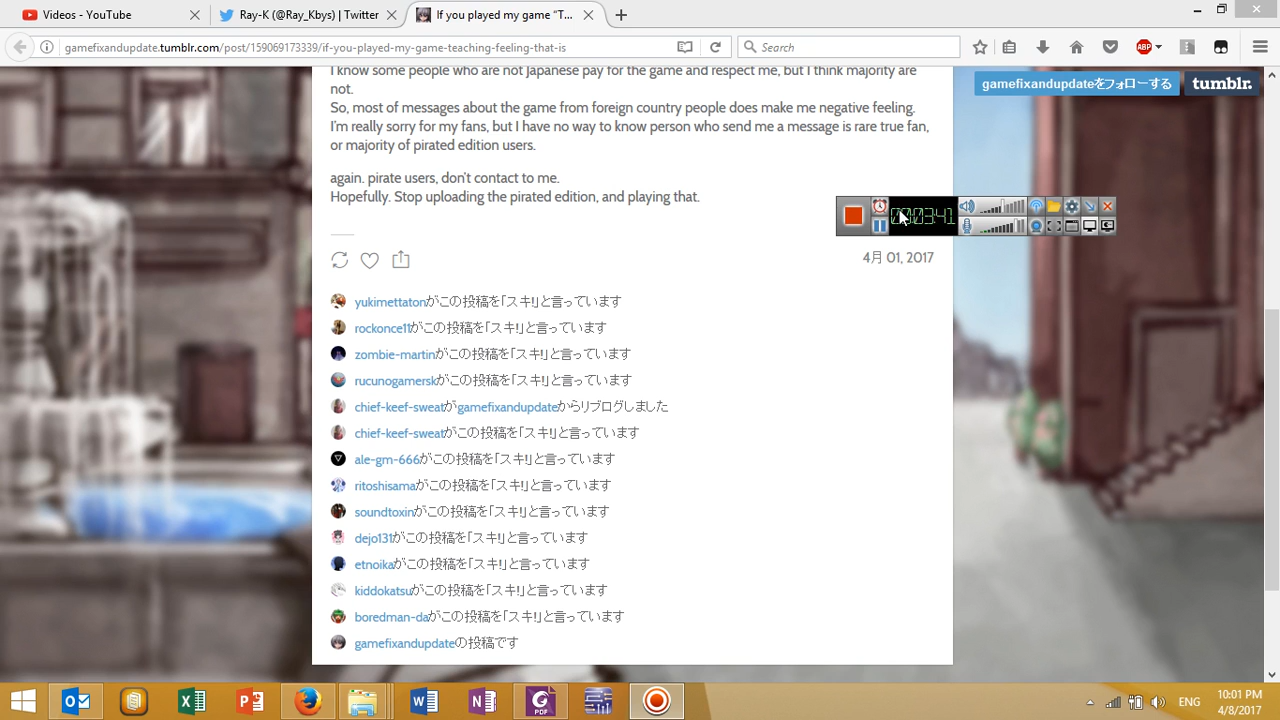 Videos - YouTube
Ray-K (@Ray_Kbys) | Twitter
If you played my game "T...
gamefixandupdate.tumblr.com/post/159069173339/if-you-played-my-game-teaching-feeling-that-is
Search
ABP
gamefixandupdateをフォローする
tumblr.
I know some people who are not Japanese pay for the game and respect me, but I think majority are
not.
So, most of messages about the game from foreign country people does make me negative feeling.
I'm really sorry for my fans, but I have no way to know person who send me a message is rare true fan,
or majority of pirated edition users.
again. pirate users, don't contact to me.
Hopefully. Stop uploading the pirated edition, and playing that.
4月 01, 2017
yukimettatonがこの投稿を「スキ!」と言っています
rockonce11がこの投稿を「スキ!」と言っています
zombie-martinがこの投稿を「スキ!」と言っています
rucunogamerskがこの投稿を「スキ!」と言っています
chief-keef-sweatがgamefixandupdateからリブログしました
chief-keef-sweatがこの投稿を「スキ!」と言っています
ale-gm-666がこの投稿を「スキ!」と言っています
ritoshisamaがこの投稿を「スキ!」と言っています
soundtoxinがこの投稿を「スキ!」と言っています
dejo131がこの投稿を「スキ!」と言っています
etnoikaがこの投稿を「スキ!」と言っています
kiddokatsuがこの投稿を「スキ!」と言っています
boredman-daがこの投稿を「スキ!」と言っています
gamefixandupdateの投稿です
PDF
ENG
10:01 PM
4/8/2017